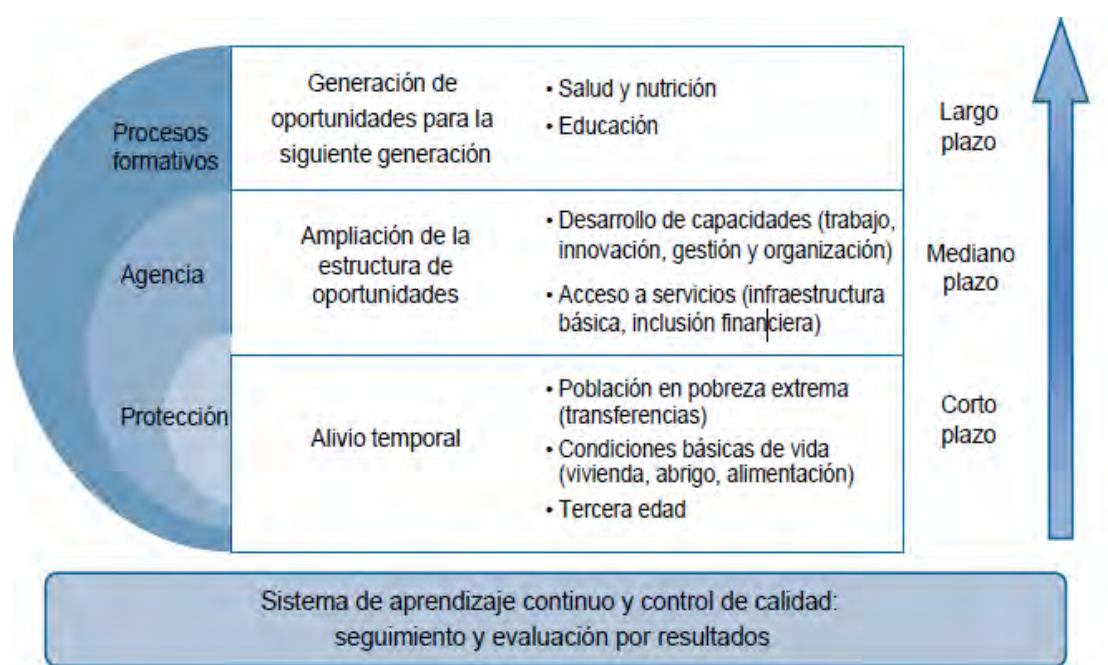 Procesos
formativos
Generación de
oportunidades para la
siguiente generación
• Salud y nutrición
• Educación
Largo
plazo
Agencia
Ampliación de la
estructura de
oportunidades
• Desarrollo de capacidades (trabajo,
innovación, gestión y organización)
• Acceso a servicios (infraestructura
básica, inclusión financiera)
Mediano
plazo
Protección
Alivio temporal
• Población en pobreza extrema
(transferencias)
• Condiciones básicas de vida
(vivienda, abrigo, alimentación)
• Tercera edad
Corto
plazo
Sistema de aprendizaje continuo y control de calidad:
seguimiento y evaluación por resultados